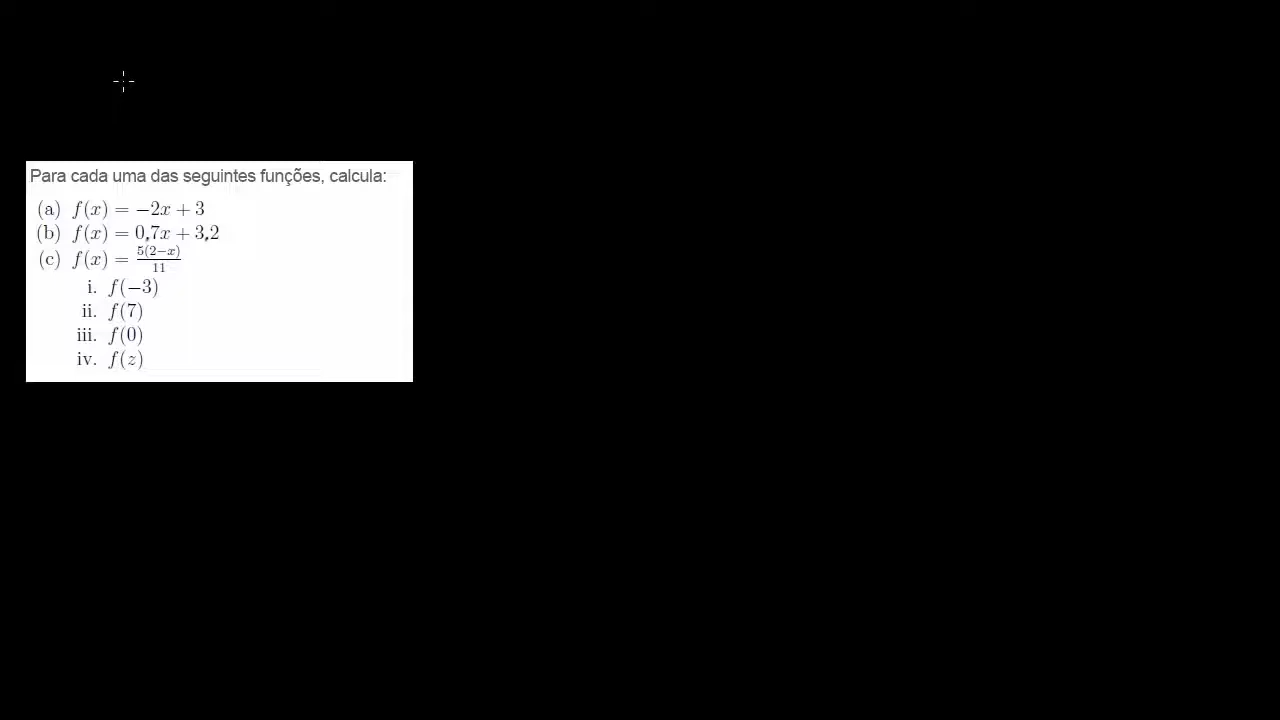 Para cada uma das seguintes funções, calcula:
(a) f(x) = −2x + 3
(b) f(x) = 0,7x + 3,2
(c) f(x) = 5(2−x)/11
i. f(−3)
ii. f(7)
iii. f(0)
iv. f(z)